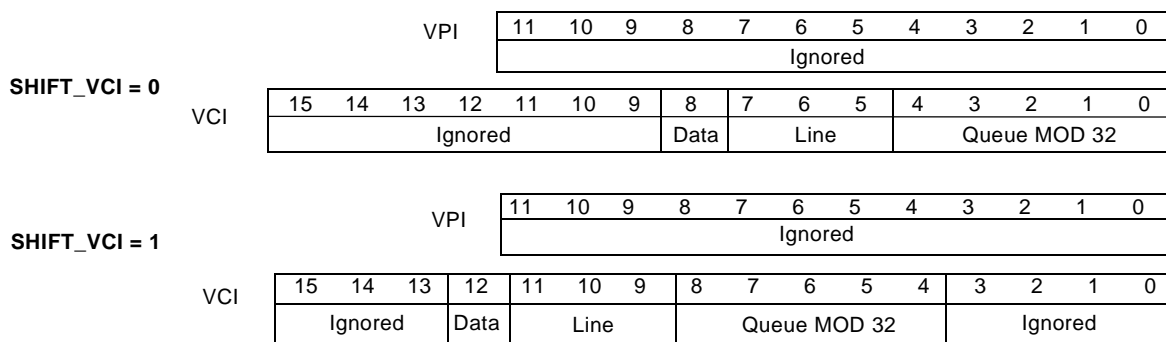 VPI 11 10 9 8 7 6 5 4 3 2 1 0
Ignored
SHIFT_VCI = 0
VCI 15 14 13 12 11 10 9 8 7 6 5 4 3 2 1 0
Ignored Data Line Queue MOD 32
VPI 11 10 9 8 7 6 5 4 3 2 1 0
Ignored
SHIFT_VCI = 1
VCI 15 14 13 12 11 10 9 8 7 6 5 4 3 2 1 0
Ignored Data Line Queue MOD 32 Ignored